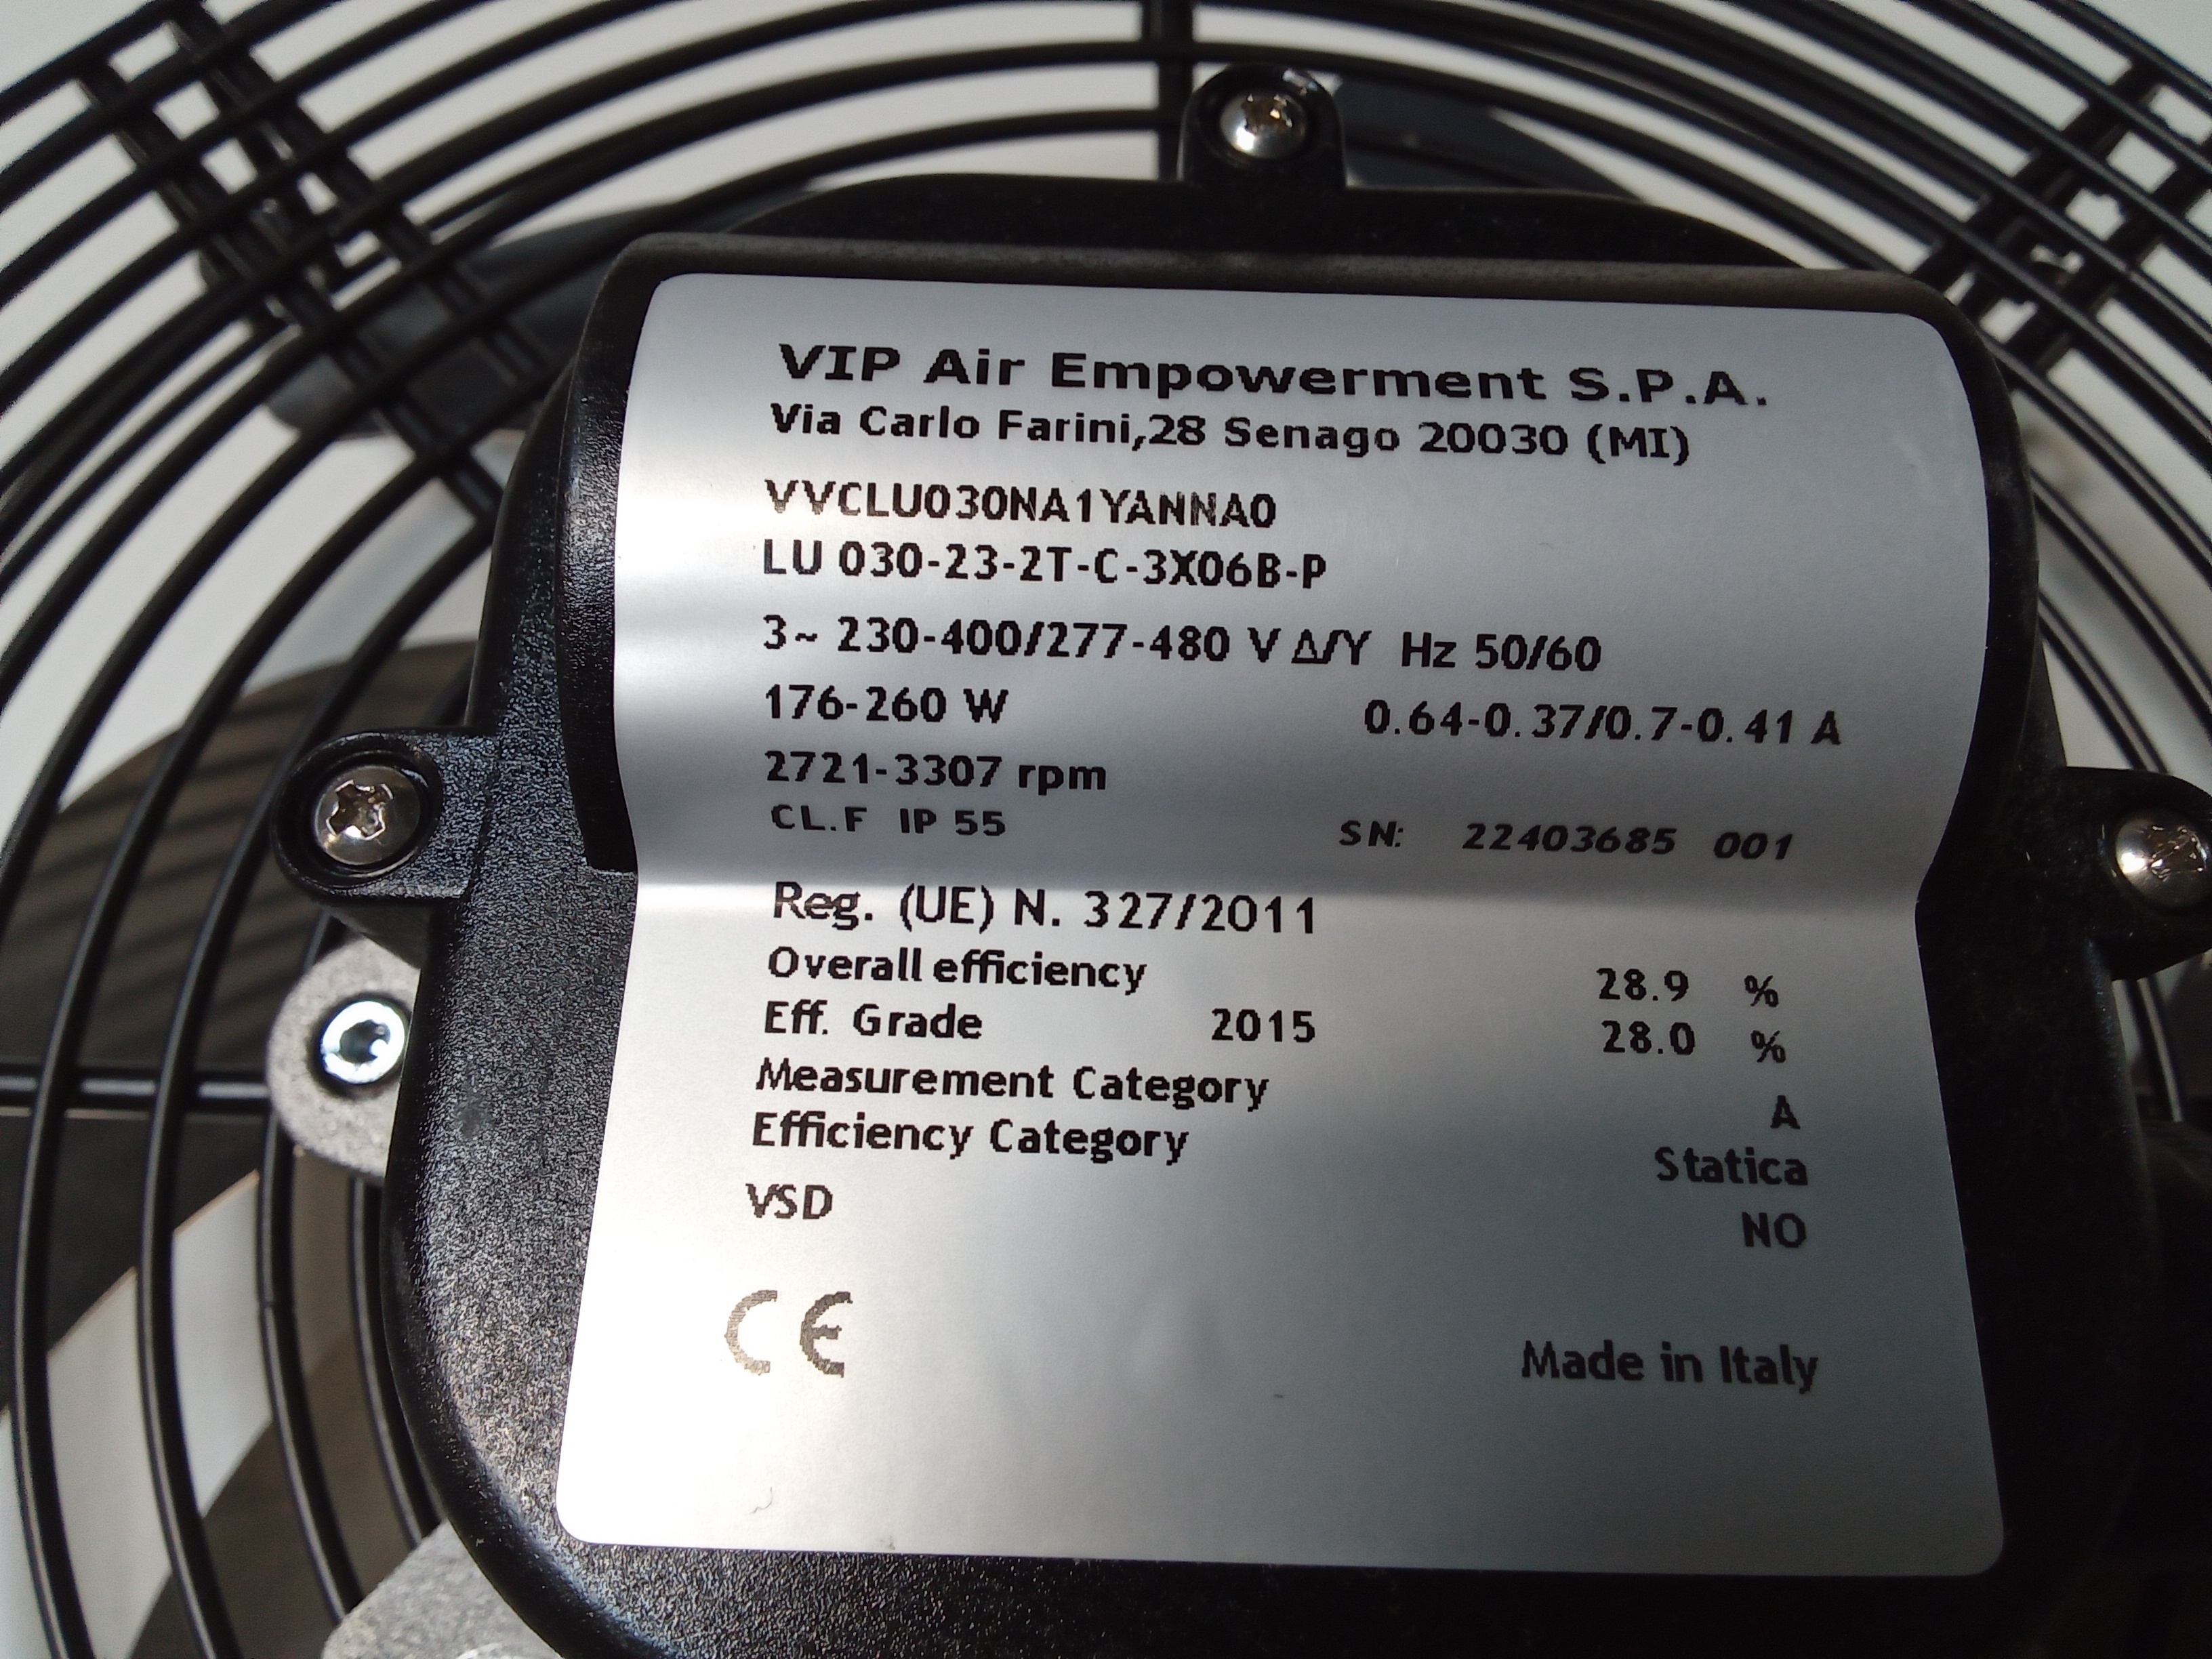 VIP Air Empowerment S.P.A.
Via Carlo Farini,28 Senago 20030 (MI)
VVCLU030NA1YANNA0
LU 030-23-2T-C-3X06B-P
3~ 230-400/277-480 V Δ/Y Hz 50/60
176-260 W 0.64-0.37/0.7-0.41 A
2721-3307 rpm
CL.F IP 55 SN: 22403685 001
Reg. (UE) N. 327/2011
Overall efficiency 28.9 %
Eff. Grade 2015 28.0 %
Measurement Category A
Efficiency Category Statica
VSD NO
CE
Made in Italy